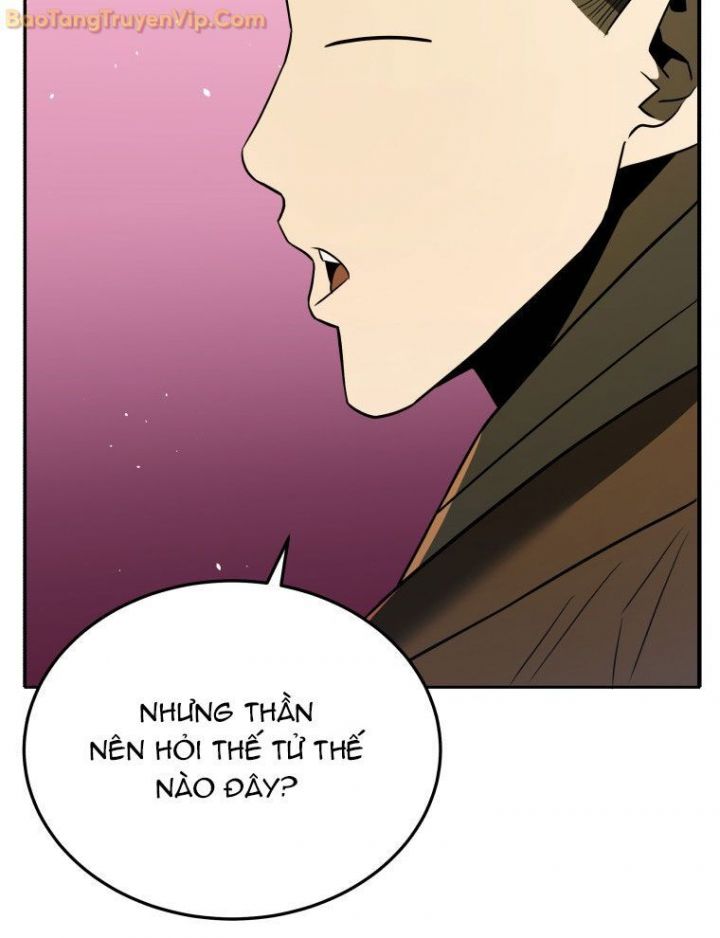 BaoTangTruyenVip.Com
NHƯNG THẦN
NÊN HỎI THẾ TỬ THẾ
NÀO ĐÂY?